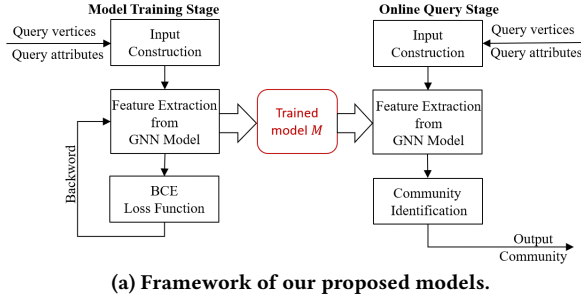 Model Training Stage
Online Query Stage
Query vertices
Query attributes
Input
Construction
Feature Extraction
from
GNN Model
Backword
BCE
Loss Function
Trained
model M
Input
Construction
Query vertices
Query attributes
Feature Extraction
from
GNN Model
Community
Identification
Output
Community
(a) Framework of our proposed models.